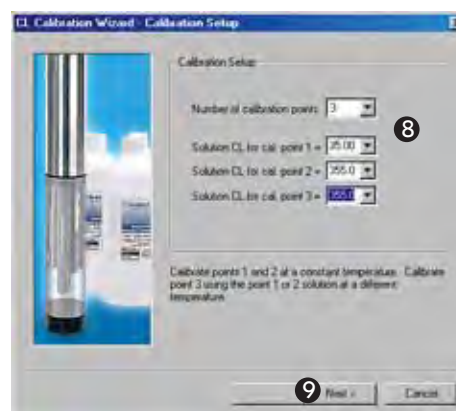 CL Calibration Wizard - Calibration Setup
Calibration Setup
Number of calibration points 3
8
Solution CL for cal. point 1 = 35.00
Solution CL for cal. point 2 = 355.0
Solution CL for cal. point 3 = 355.0
Calibrate points 1 and 2 at a constant temperature. Calibrate
point 3 using the point 1 or 2 solution at a different
temperature.
9 Next > Cancel